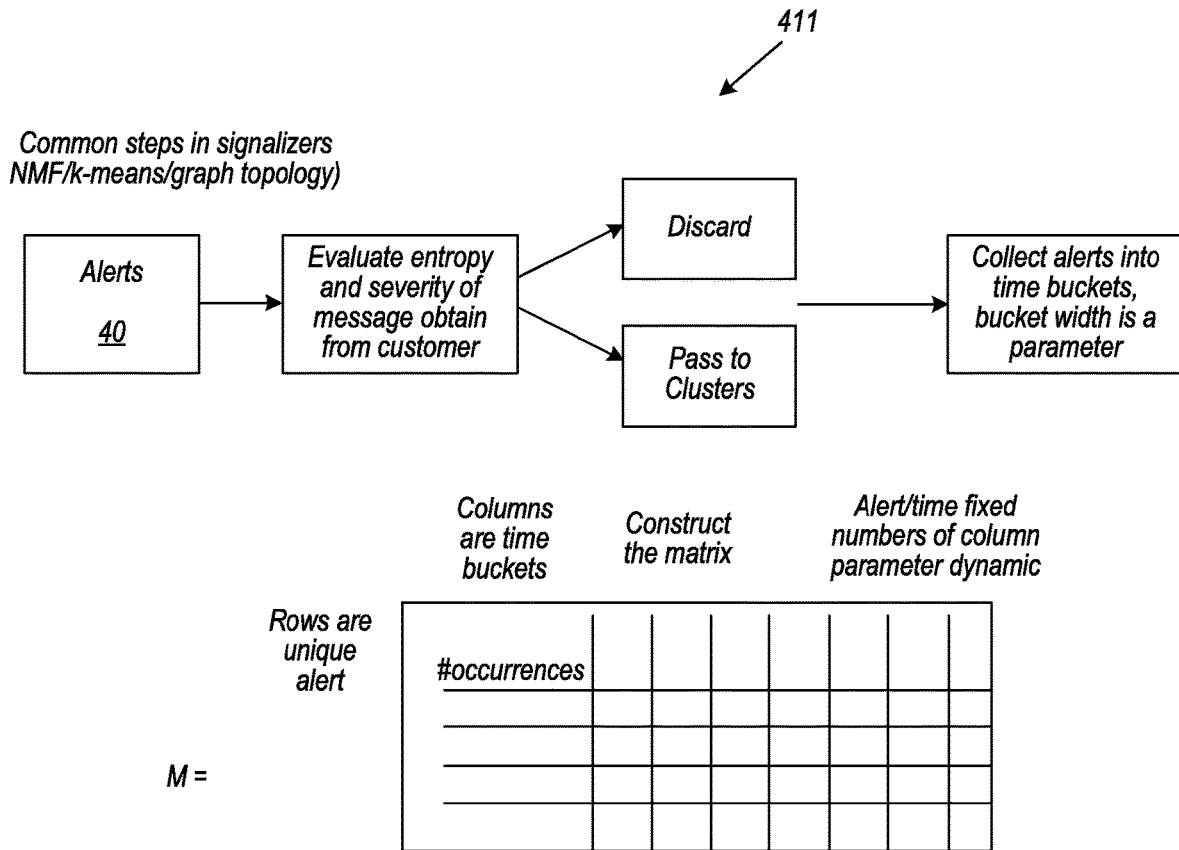 411
Common steps in signalizers
NMF/k-means/graph topology)
Alerts
40
Evaluate entropy
and severity of
message obtain
from customer
Discard
Pass to
Clusters
Collect alerts into
time buckets,
bucket width is a
parameter
Columns
are time
buckets
Construct
the matrix
Alert/time fixed
numbers of column
parameter dynamic
Rows are
unique
alert
#occurrences
M =